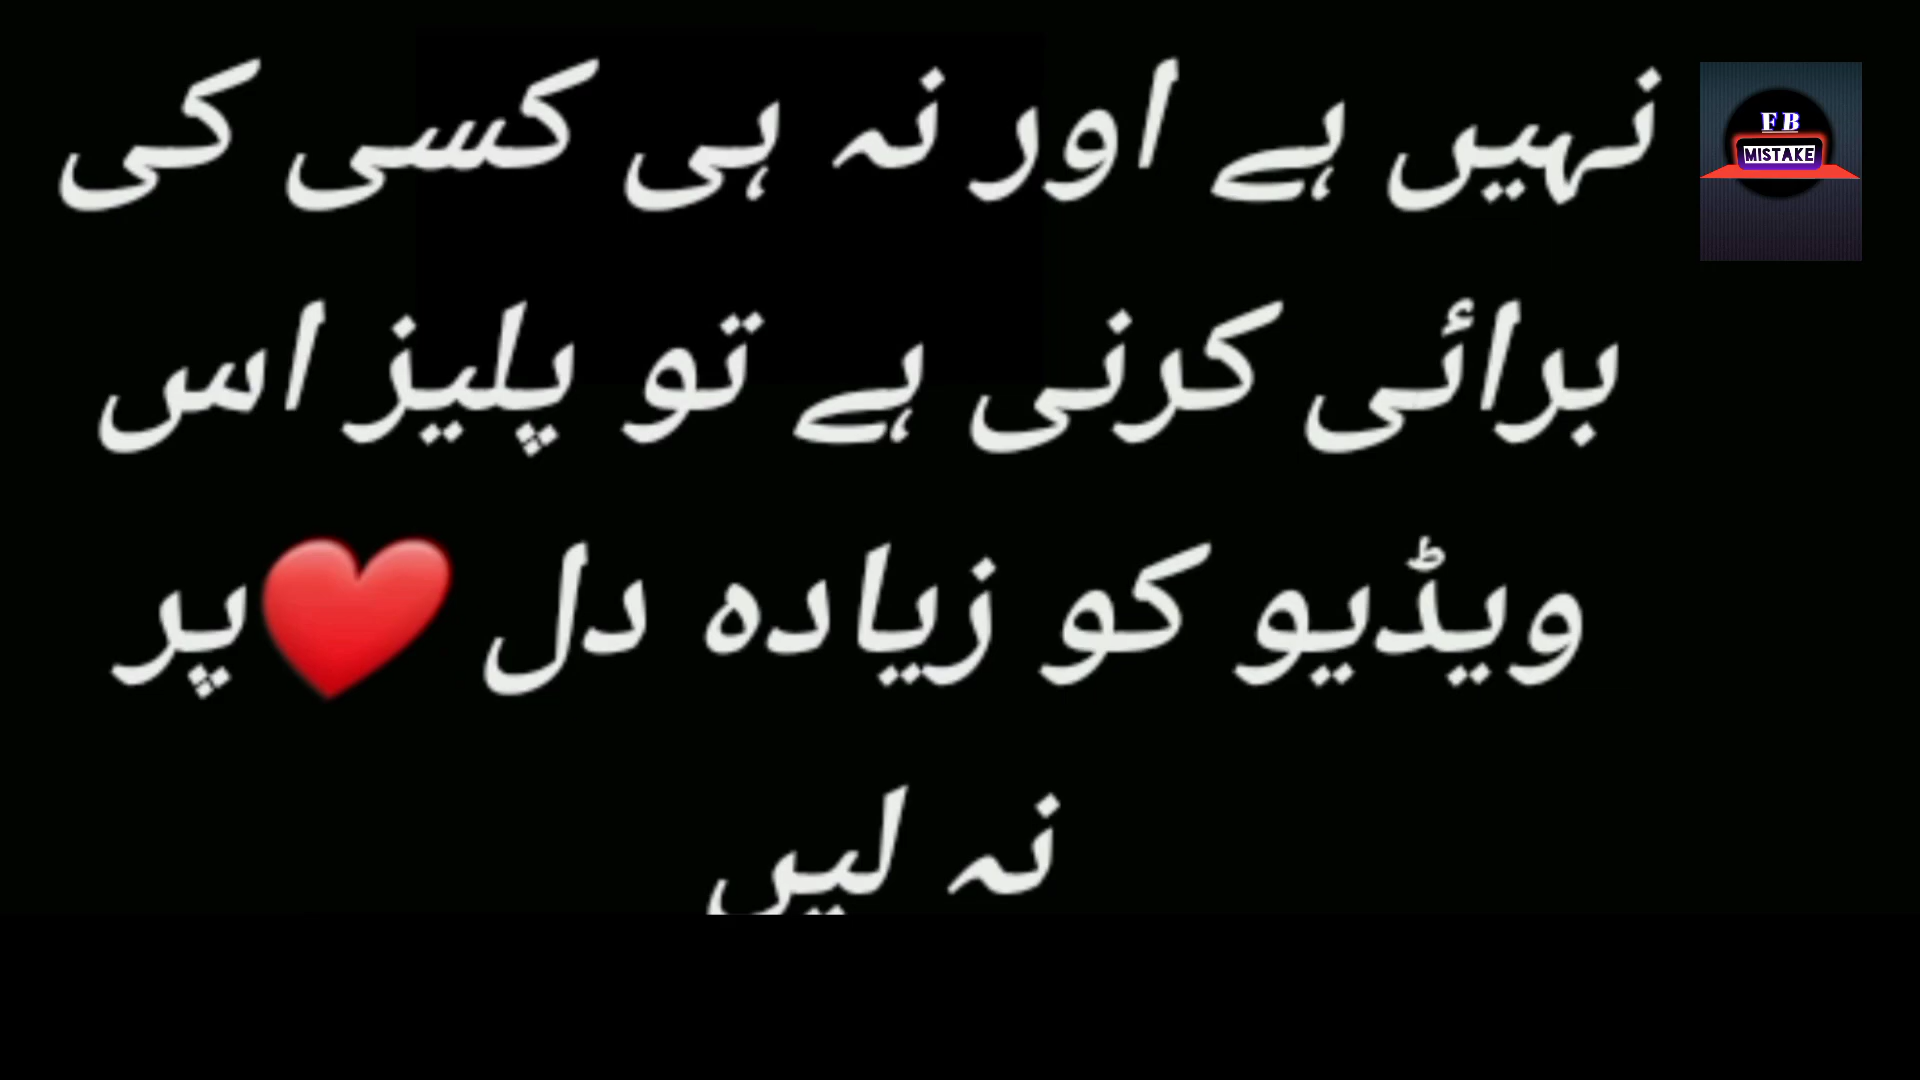 نہیں ہے اور نہ ہی کسی کی
برائی کرنی ہے تو پلیز اس
ویڈیو کو زیادہ دل ❤️پر
نہ لیں
FB
MISTAKE